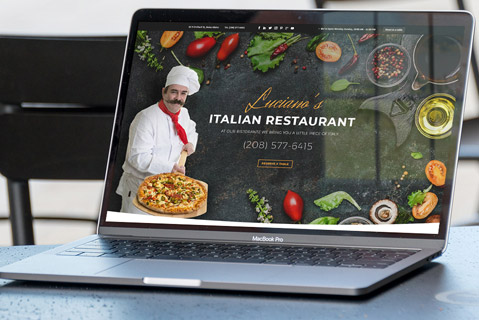 Luciano's
ITALIAN RESTAURANT
AT OUR RISTORANTE WE BRING YOU A LITTLE PIECE OF ITALY
(208) 577-6415
RESERVE A TABLE
MacBook Pro